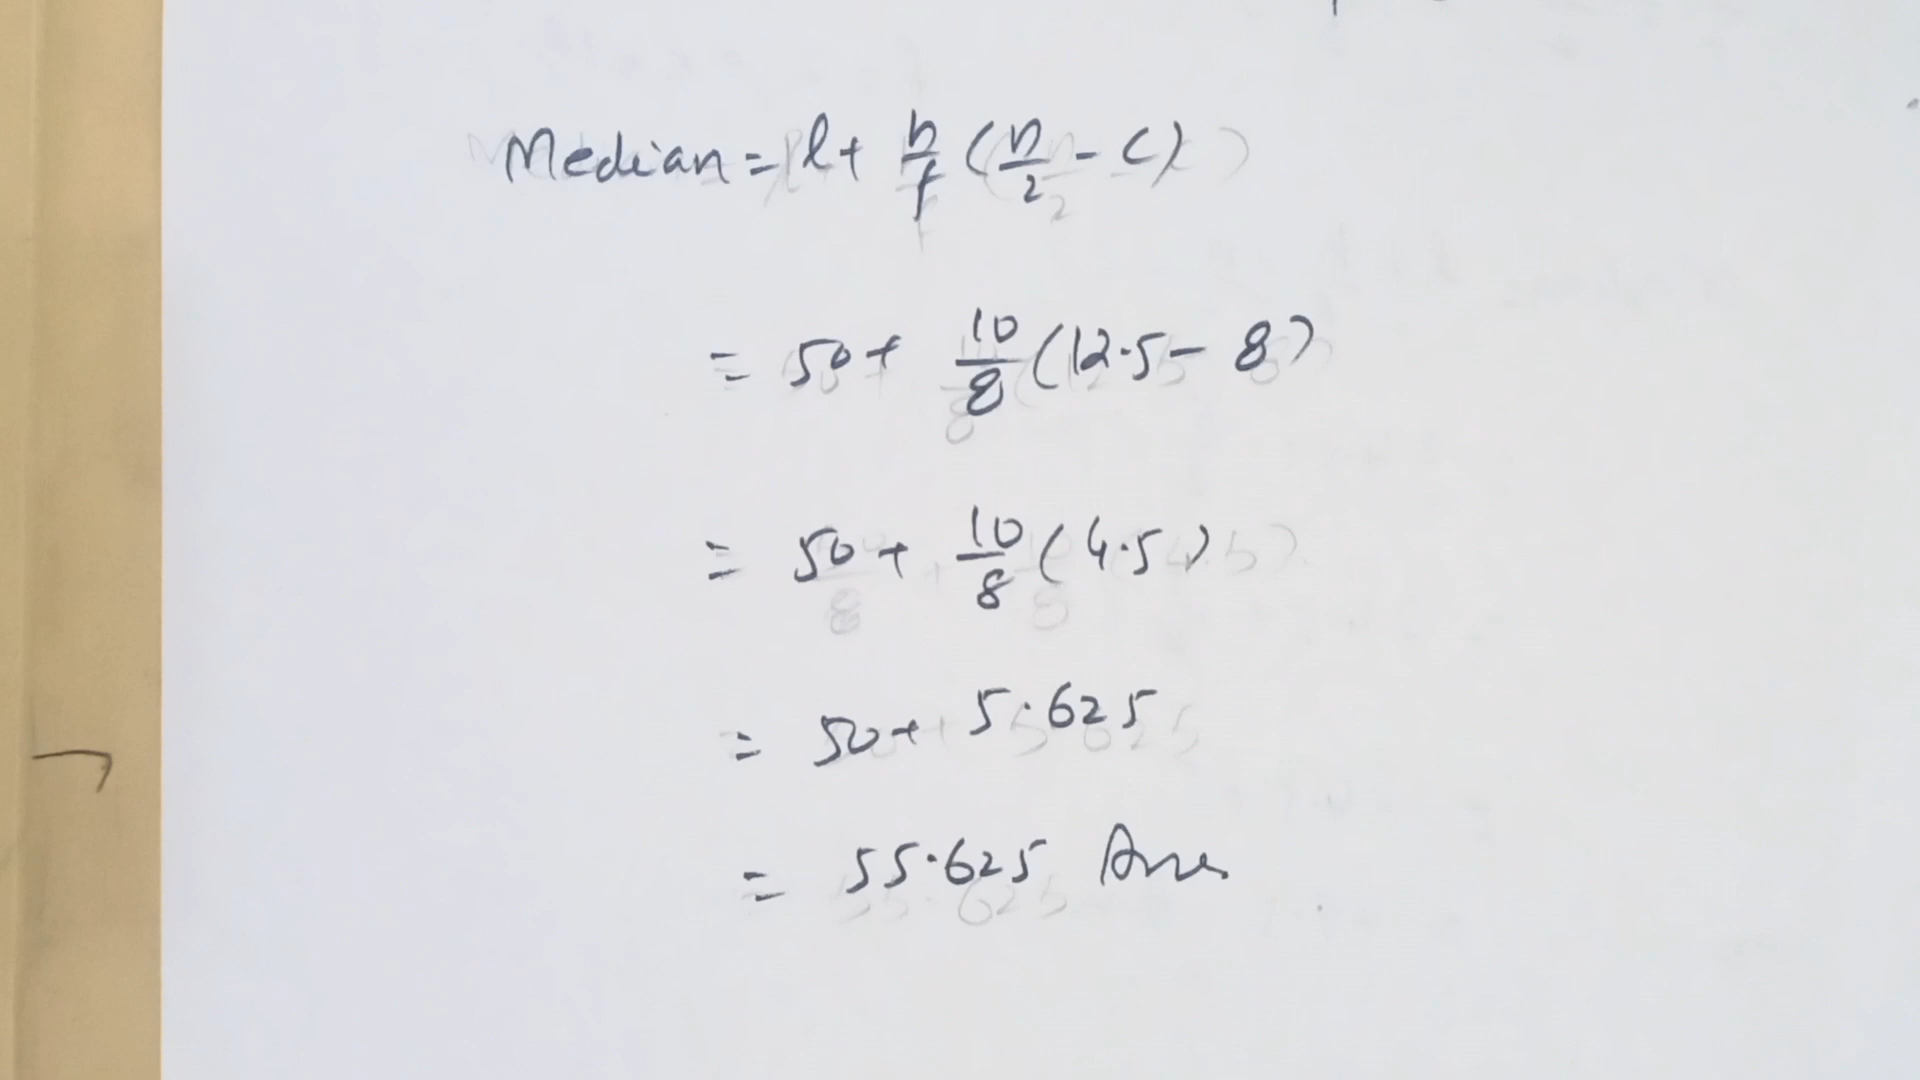 Median = l + h/f (n/2 - C)
= 50 + 10/8 (12.5 - 8)
= 50 + 10/8 (4.5)
= 50 + 5.625
= 55.625 Ans.